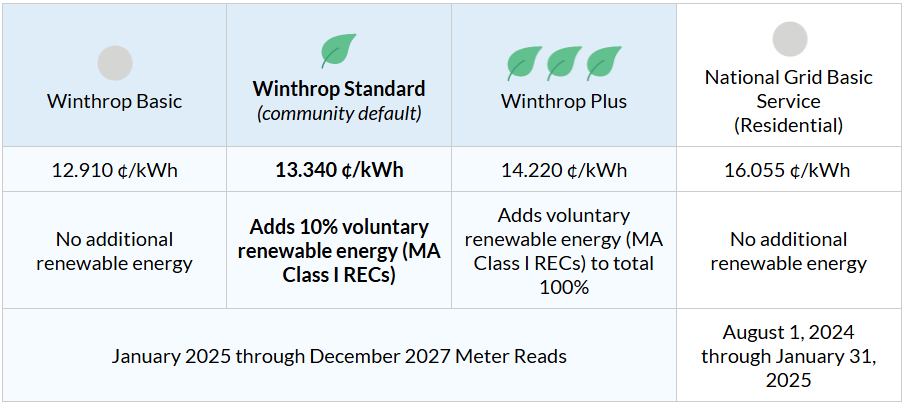 Winthrop Basic
Winthrop Standard
(community default)
Winthrop Plus
National Grid Basic
Service
(Residential)
12.910 ¢/kWh
13.340 ¢/kWh
14.220 ¢/kWh
16.055 ¢/kWh
No additional
renewable energy
Adds 10% voluntary
renewable energy (MA
Class I RECs)
Adds voluntary
renewable energy (MA
Class I RECs) to total
100%
No additional
renewable energy
January 2025 through December 2027 Meter Reads
August 1, 2024
through January 31,
2025